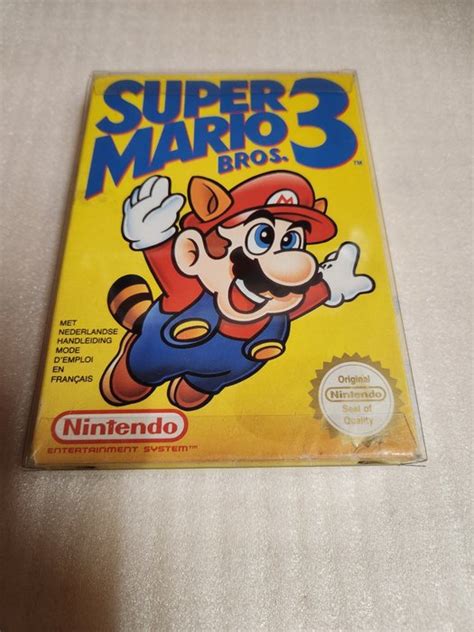 SUPER
MARIO 3
BROS.
TM
M
MET
NEDERLANDSE
HANDLEIDING
MODE
D'EMPLOI
EN
FRANÇAIS
Nintendo
ENTERTAINMENT SYSTEM™
Original
Nintendo
Seal of
Quality